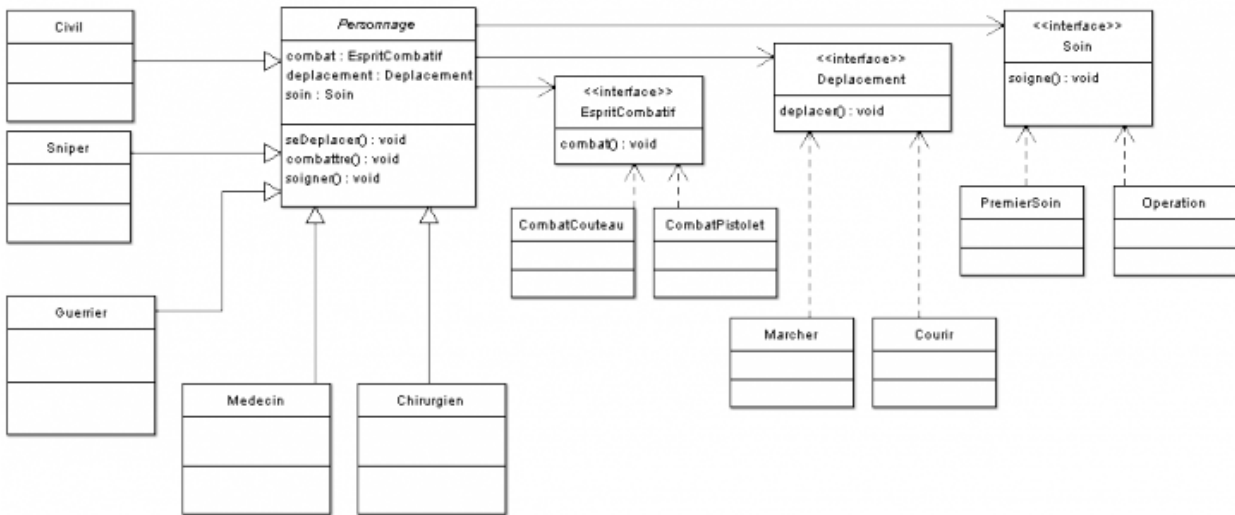 Civil
Personnage
combat : EspritCombatif
deplacement : Deplacement
soin : Soin
seDeplacer() : void
combattre() : void
soigner() : void
<<interface>>
Soin
soigne() : void
<<interface>>
Deplacement
deplacer() : void
<<interface>>
EspritCombatif
combat() : void
Sniper
Guerrier
Medecin
Chirurgien
CombatCouteau
CombatPistolet
PremierSoin
Operation
Marcher
Courir